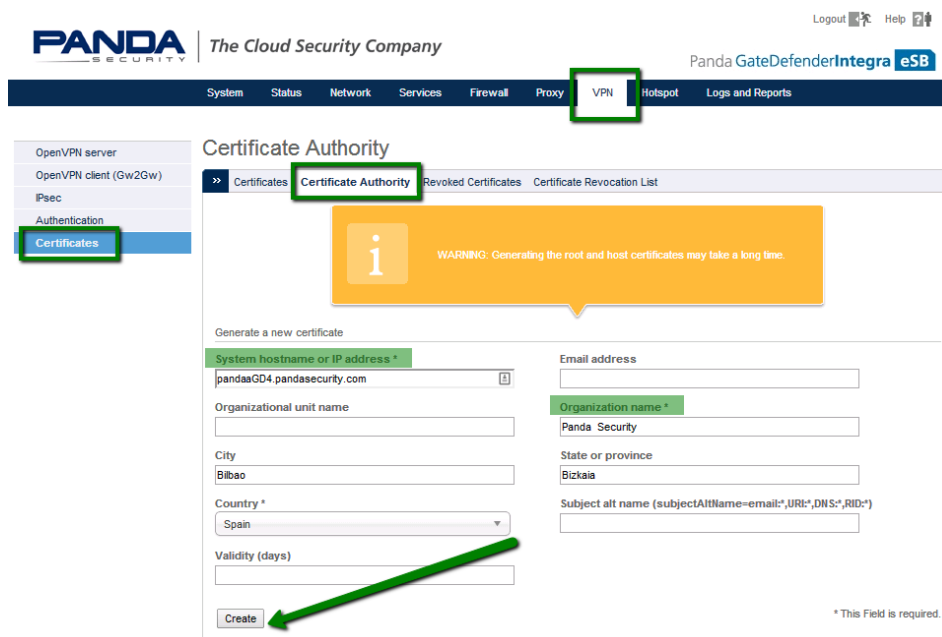 Logout Help
PANDA
SECURITY
The Cloud Security Company
Panda GateDefenderIntegra eSB
System Status Network Services Firewall Proxy VPN Hotspot Logs and Reports
OpenVPN server
OpenVPN client (Gw2Gw)
IPsec
Authentication
Certificates
Certificate Authority
» Certificates Certificate Authority Revoked Certificates Certificate Revocation List
i
WARNING: Generating the root and host certificates may take a long time.
Generate a new certificate
System hostname or IP address *
pandaaGD4.pandasecurity.com
Email address
Organizational unit name
Organization name *
Panda Security
City
Bilbao
State or province
Bizkaia
Country *
Spain
Subject alt name (subjectAltName=email:*,URI:*,DNS:*,RID:*)
Validity (days)
Create
* This Field is required.